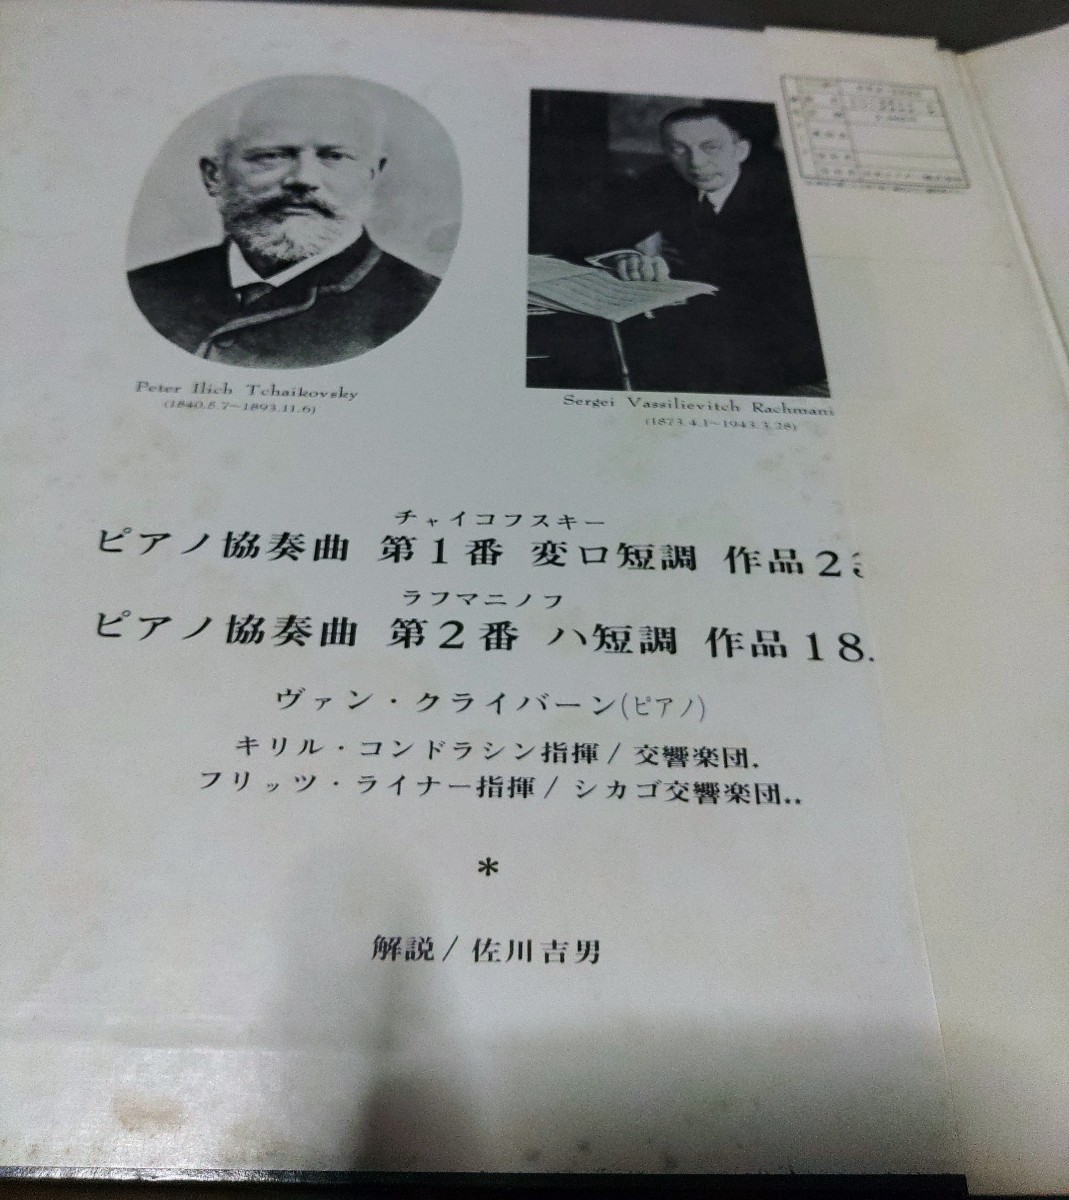 Peter Ilich Tchaikovsky
(1840.5.7~1893.11.6)
Sergei Vassilievitch Rachmani
(1873.4.1~1943.3.28)
チャイコフスキー
ピアノ協奏曲 第1番 変ロ短調 作品2
ラフマニノフ
ピアノ協奏曲 第2番 ハ短調 作品18.
ヴァン・クライバーン(ピアノ)
キリル・コンドラシン指揮/交響楽団.
フリッツ・ライナー指揮/シカゴ交響楽団..
*
解説/佐川吉男